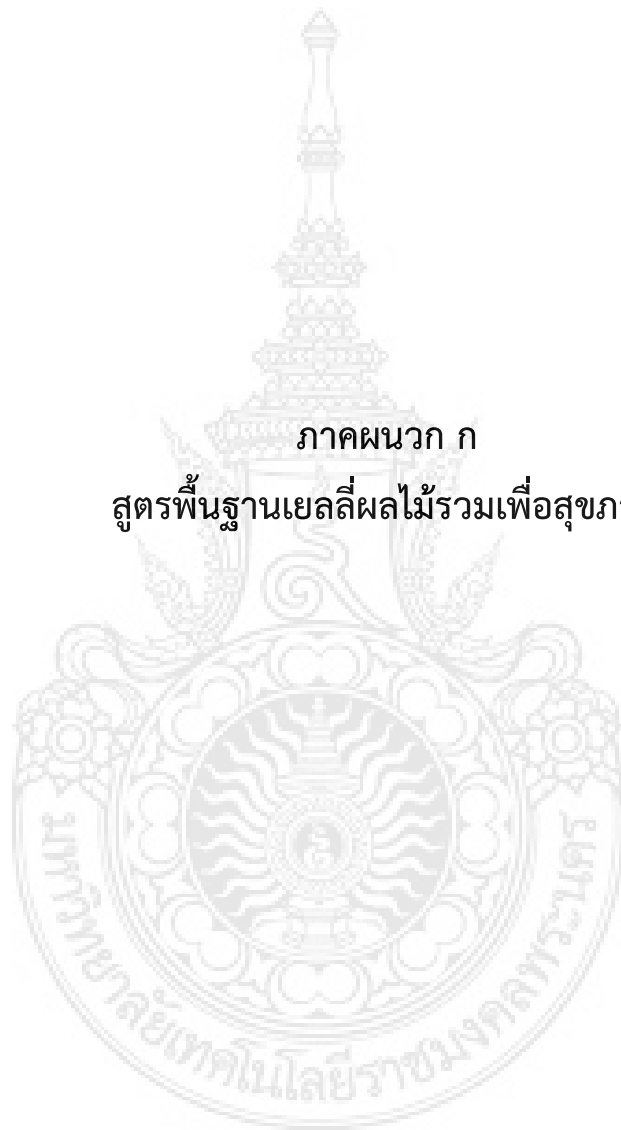 ภาคผนวก ก
สูตรพื้นฐานเยลลี่ผลไม้รวมเพื่อสุขภ
มหาวิทยาลัยเทคโนโลยีราชมงคลพระนคร